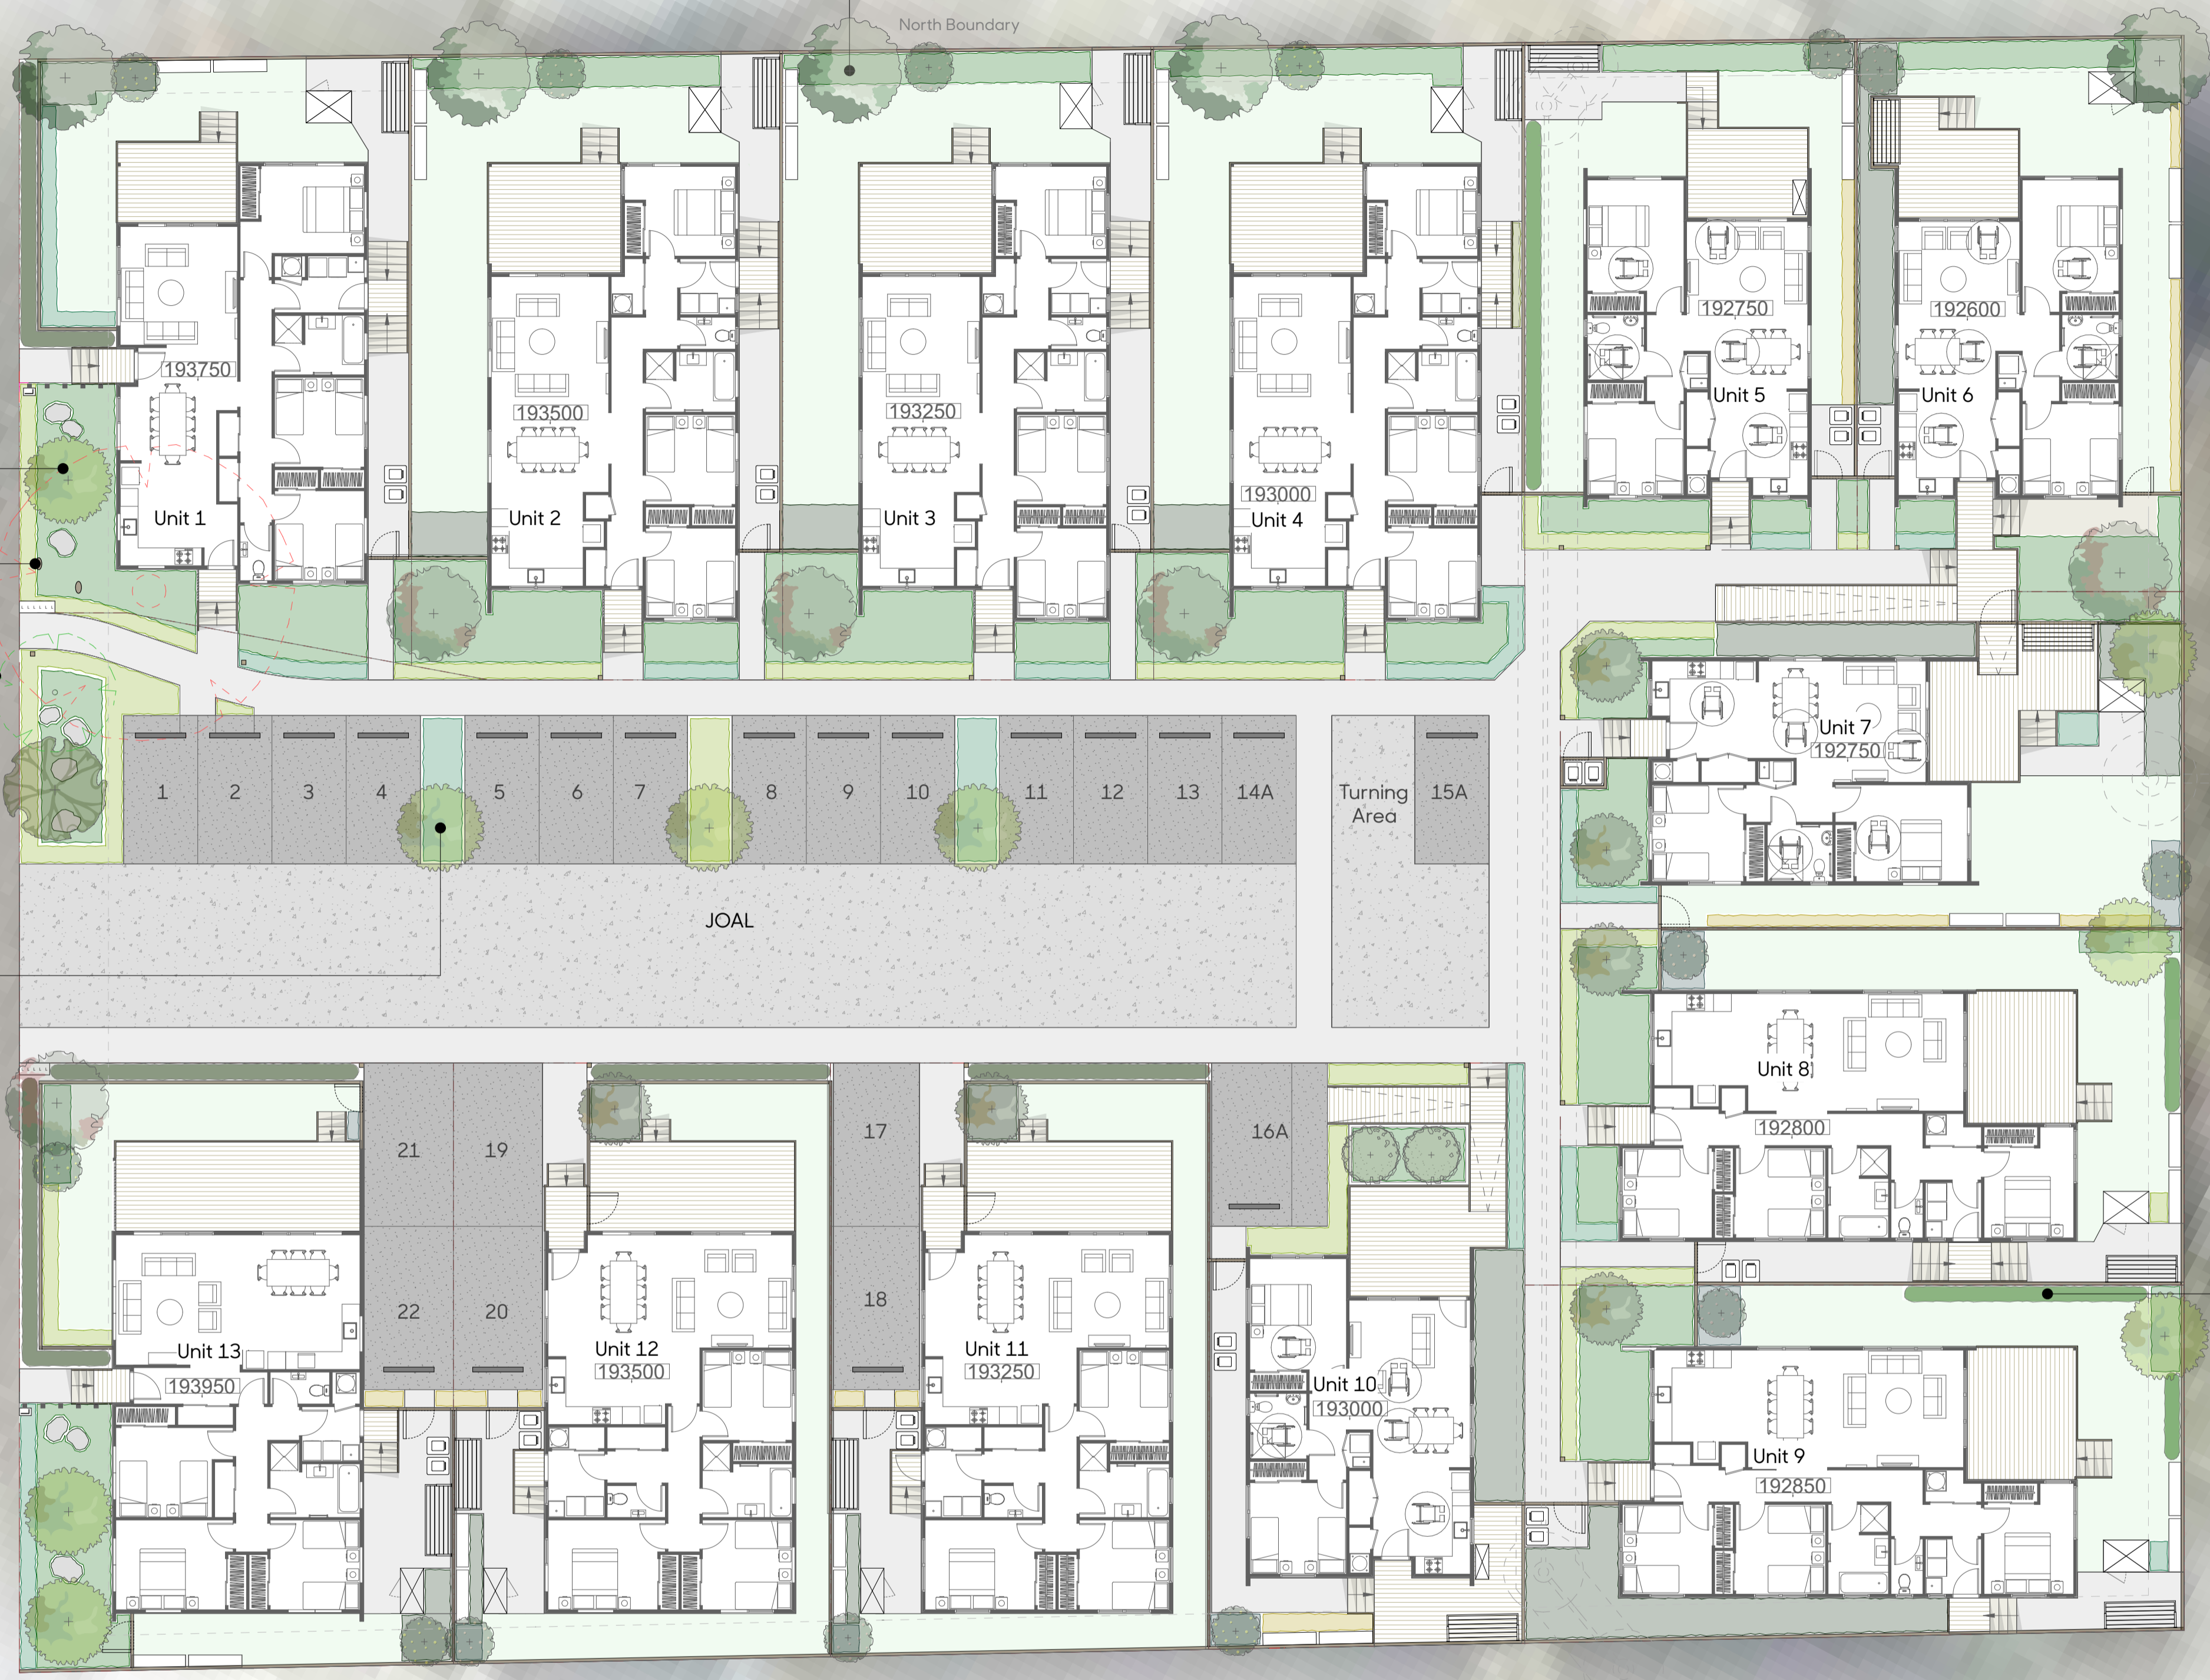 North Boundary
192750
192600
193750
Unit 5
Unit 6
193500
193250
193000
Unit 1
Unit 2
Unit 3
Unit 4
Unit 7
192750
1
2
3
4
5
6
7
8
9
10
11
12
13
14A
Turning
Area
15A
JOAL
Unit 8
192800
21
19
17
16A
22
20
18
Unit 13
193950
Unit 12
193500
Unit 11
193250
Unit 10
193000
Unit 9
192850